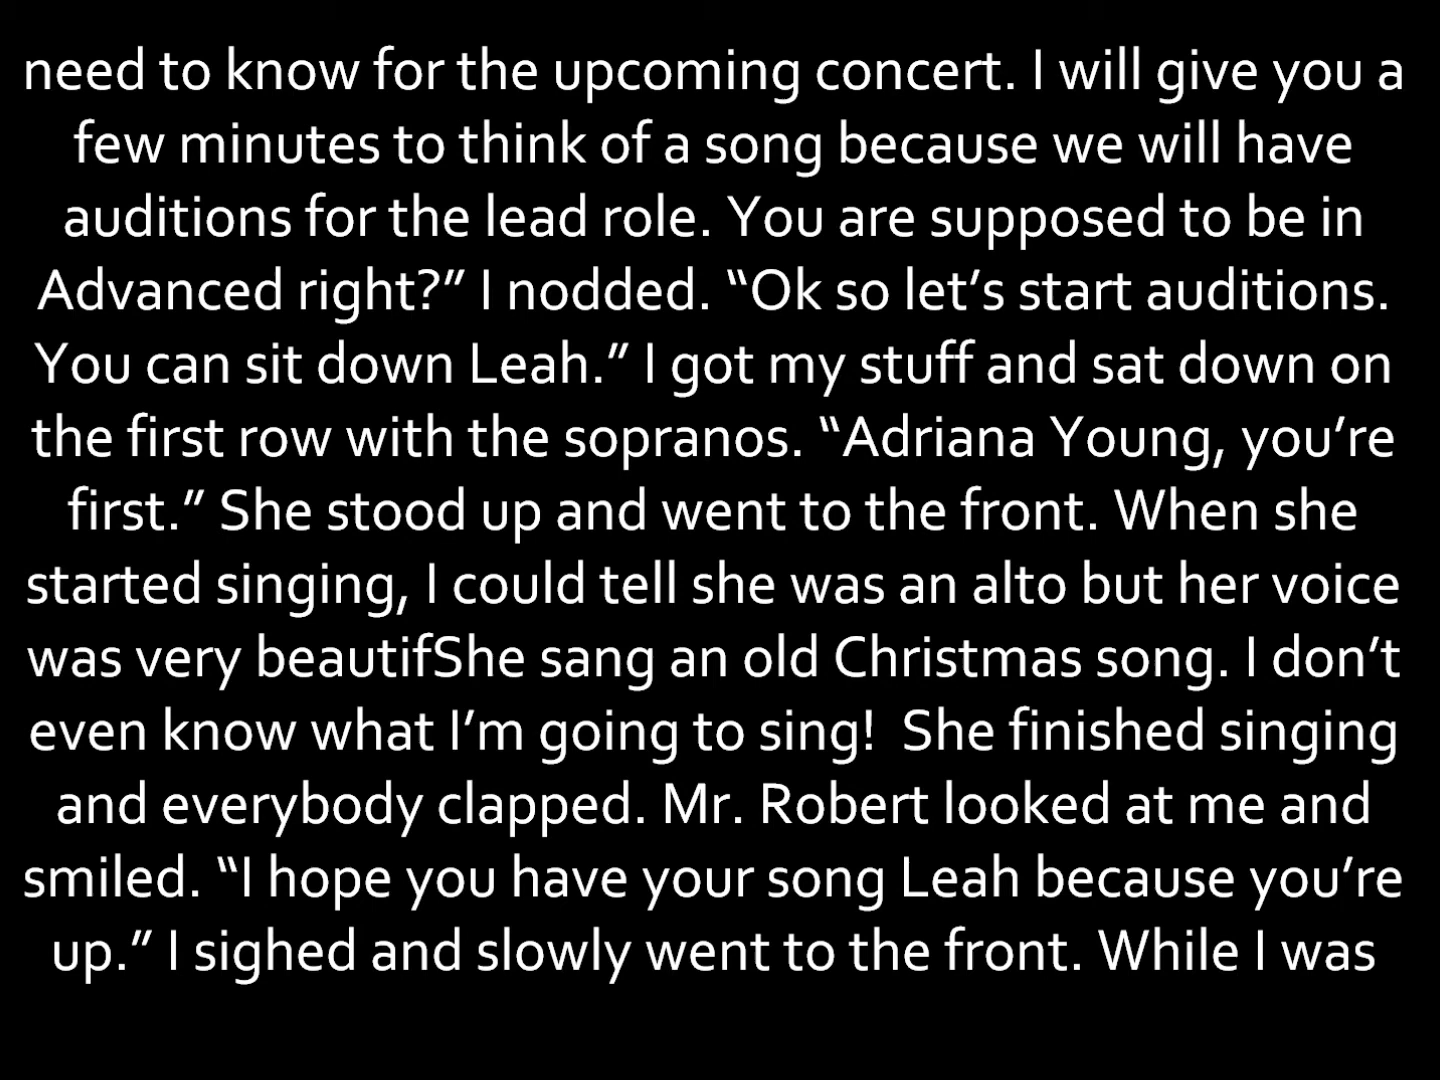 need to know for the upcoming concert. I will give you a
few minutes to think of a song because we will have
auditions for the lead role. You are supposed to be in
Advanced right?” I nodded. “Ok so let’s start auditions.
You can sit down Leah.” I got my stuff and sat down on
the first row with the sopranos. “Adriana Young, you’re
first.” She stood up and went to the front. When she
started singing, I could tell she was an alto but her voice
was very beautifShe sang an old Christmas song. I don’t
even know what I’m going to sing!  She finished singing
and everybody clapped. Mr. Robert looked at me and
smiled. “I hope you have your song Leah because you’re
up.” I sighed and slowly went to the front. While I was